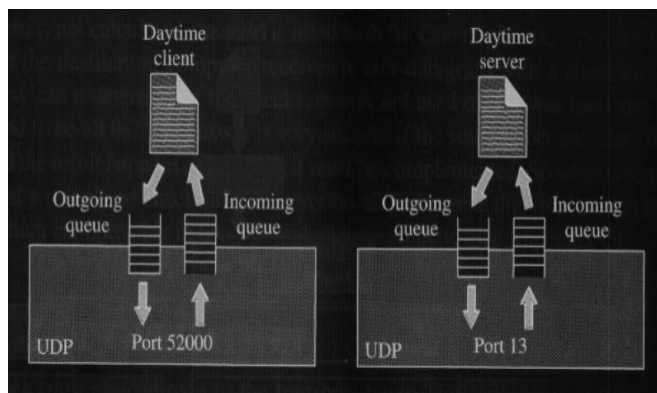 Daytime
client
Outgoing
queue
Incoming
queue
UDP
Port 52000
Daytime
server
Outgoing
queue
Incoming
queue
UDP
Port 13